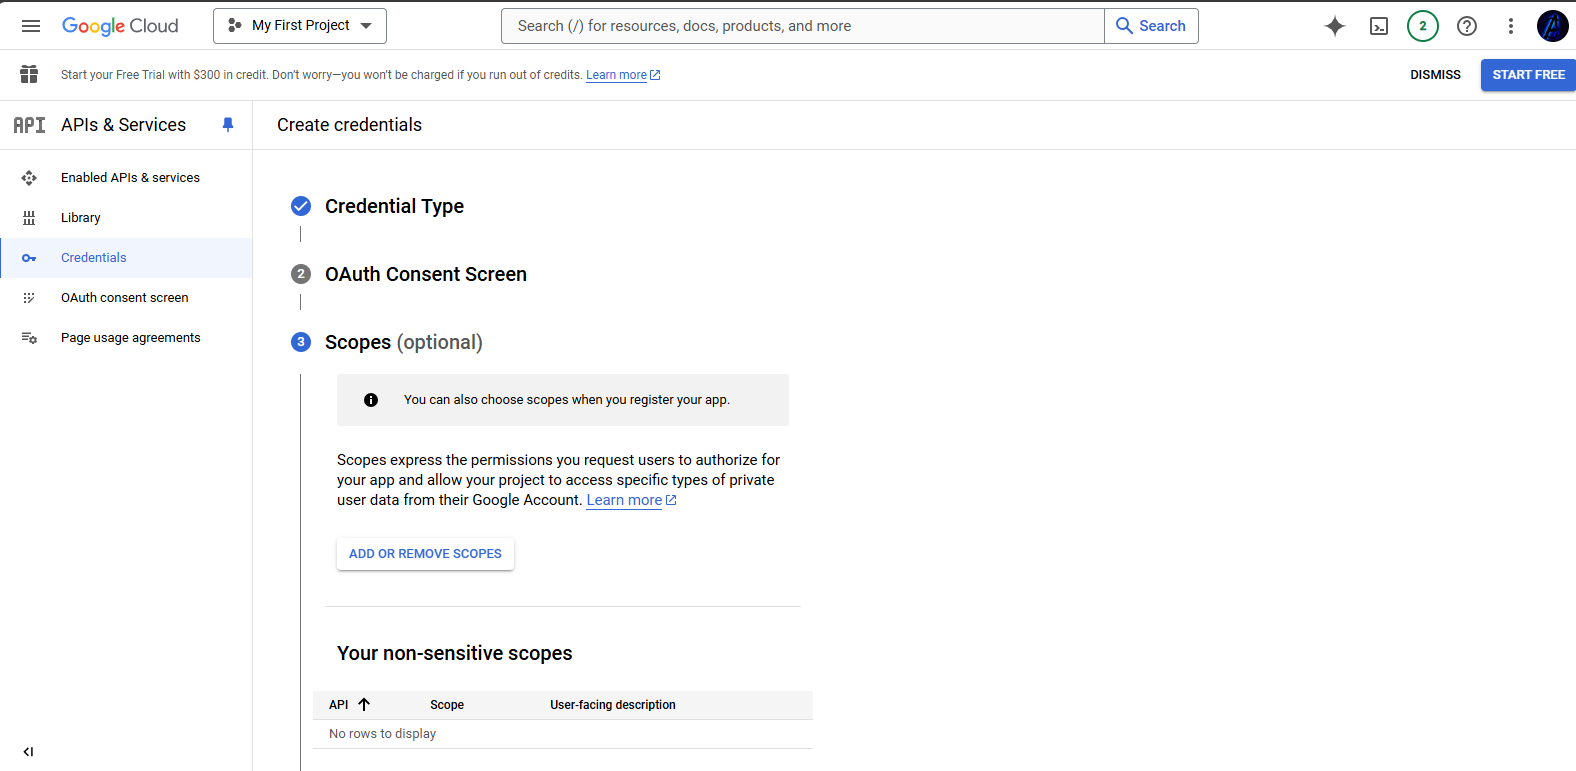 Google Cloud
My First Project
Search (/) for resources, docs, products, and more
Search
2
Start your Free Trial with $300 in credit. Don't worry—you won't be charged if you run out of credits. Learn more
DISMISS
START FREE
API APIs & Services
Create credentials
Enabled APIs & services
Library
Credentials
OAuth consent screen
Page usage agreements
Credential Type
2 OAuth Consent Screen
3 Scopes (optional)
You can also choose scopes when you register your app.
Scopes express the permissions you request users to authorize for
your app and allow your project to access specific types of private
user data from their Google Account. Learn more
ADD OR REMOVE SCOPES
Your non-sensitive scopes
API Scope User-facing description
No rows to display